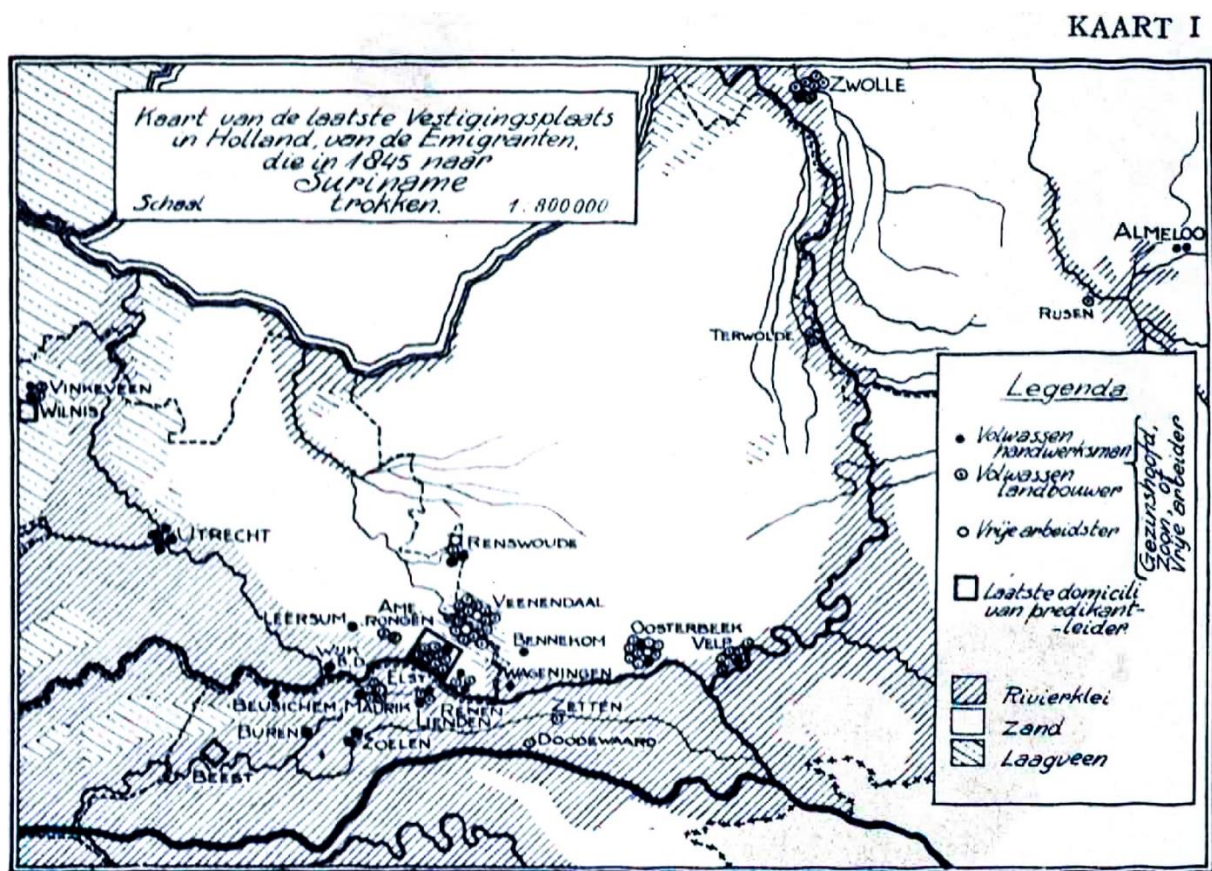 KAART I
Kaart van de laatste Vestigingsplaats
in Holland, van de Emigranten,
die in 1845 naar
Suriname
trokken.
Schaal 1:800000
ZWOLLE
ALMELOO
RIJSEN
TERWOLDE
VINKEVEEN
WILNIS
UTRECHT
RENSWOUDE
VEENENDAAL
AME
RONGEN
LEERSUM
BENNEKOM
OOSTERBEEK
VELP
WIJK
B.D.
ELST
WAGENINGEN
BEUSICHEM
MAURIK
RENEN
LIENDEN
ZETTEN
BUREN
ZOELEN
DOODEWAARD
BEEST
Legenda
Volwassen
handwerksman
Volwassen
landbouwer
Vrije arbeidster
Gezinshoofd,
Zoon, of
Vrije arbeider
Laatste domicili
van predikant-
-leider
Rivierklei
Zand
Laagveen